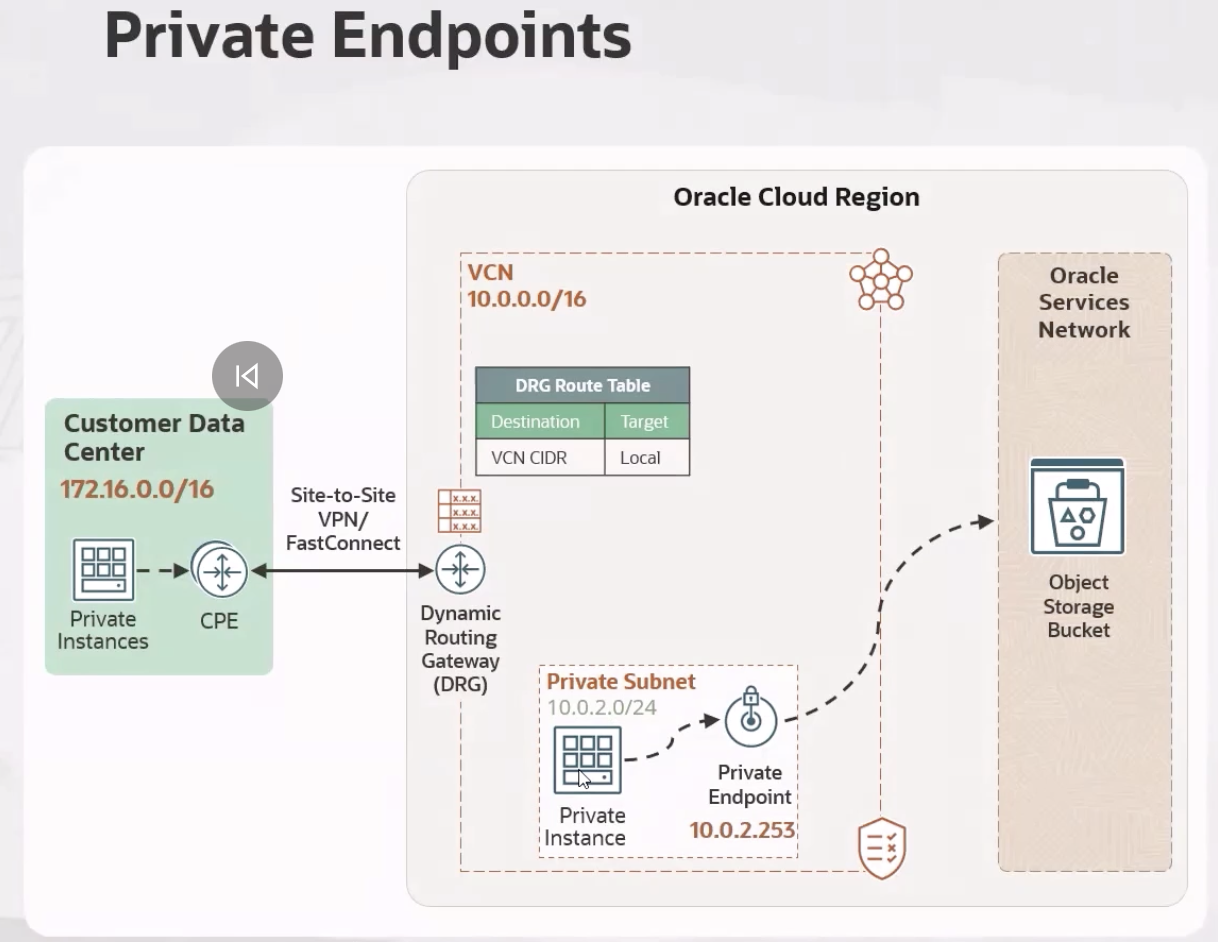 Private Endpoints
Oracle Cloud Region
VCN
10.0.0.0/16
Oracle
Services
Network
DRG Route Table
Destination Target
VCN CIDR Local
Customer Data
Center
172.16.0.0/16
Site-to-Site
VPN/
FastConnect
x.x.x.
x.x.x.
x.x.x.
Private
Instances
CPE
Dynamic
Routing
Gateway
(DRG)
Object
Storage
Bucket
Private Subnet
10.0.2.0/24
Private
Instance
Private
Endpoint
10.0.2.253